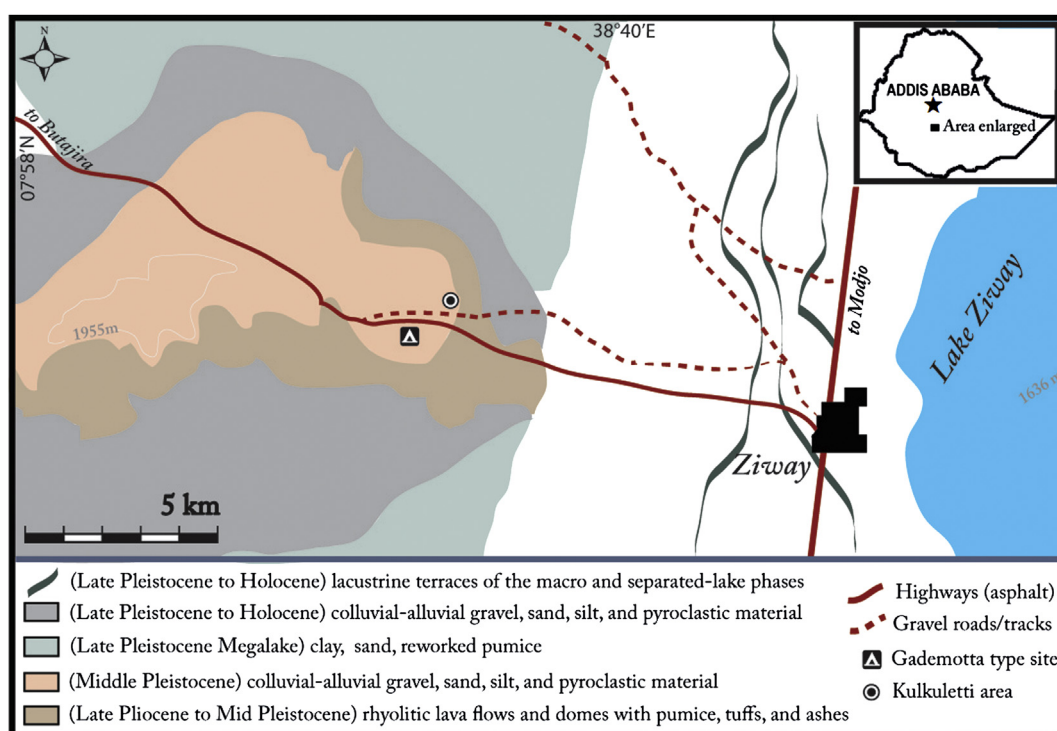 N
38°40'E
ADDIS ABABA
Area enlarged
to Butajira
07°58'N
to Modjo
Lake Ziway
1955m
1636 m
Ziway
5 km
(Late Pleistocene to Holocene) lacustrine terraces of the macro and separated-lake phases
(Late Pleistocene to Holocene) colluvial-alluvial gravel, sand, silt, and pyroclastic material
(Late Pleistocene Megalake) clay, sand, reworked pumice
(Middle Pleistocene) colluvial-alluvial gravel, sand, silt, and pyroclastic material
(Late Pliocene to Mid Pleistocene) rhyolitic lava flows and domes with pumice, tuffs, and ashes
Highways (asphalt)
Gravel roads/tracks
Gademotta type site
Kulkuletti area